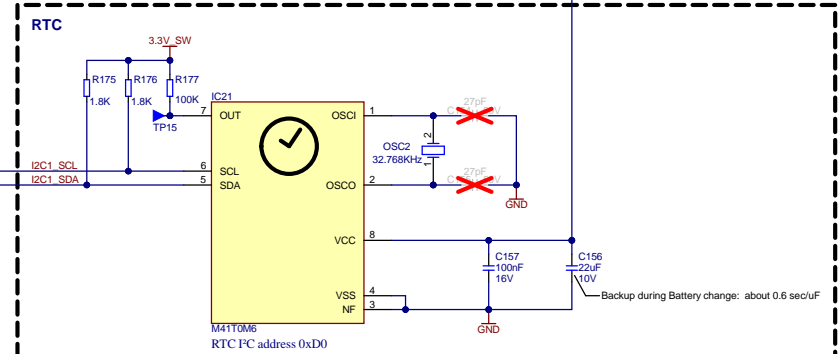 RTC
3.3V_SW
R175
R176
R177
1.8K
1.8K
100K
TP15
IC21
7
OUT
OSCI
1
27pF
OSC2
32.768KHz
2
1
I2C1_SCL
6
SCL
I2C1_SDA
5
SDA
OSCO
2
27pF
GND
VCC
8
C157
100nF
16V
C156
22uF
10V
VSS
4
NF
3
Backup during Battery change: about 0.6 sec/uF
GND
M41T0M6
RTC I²C address 0xD0